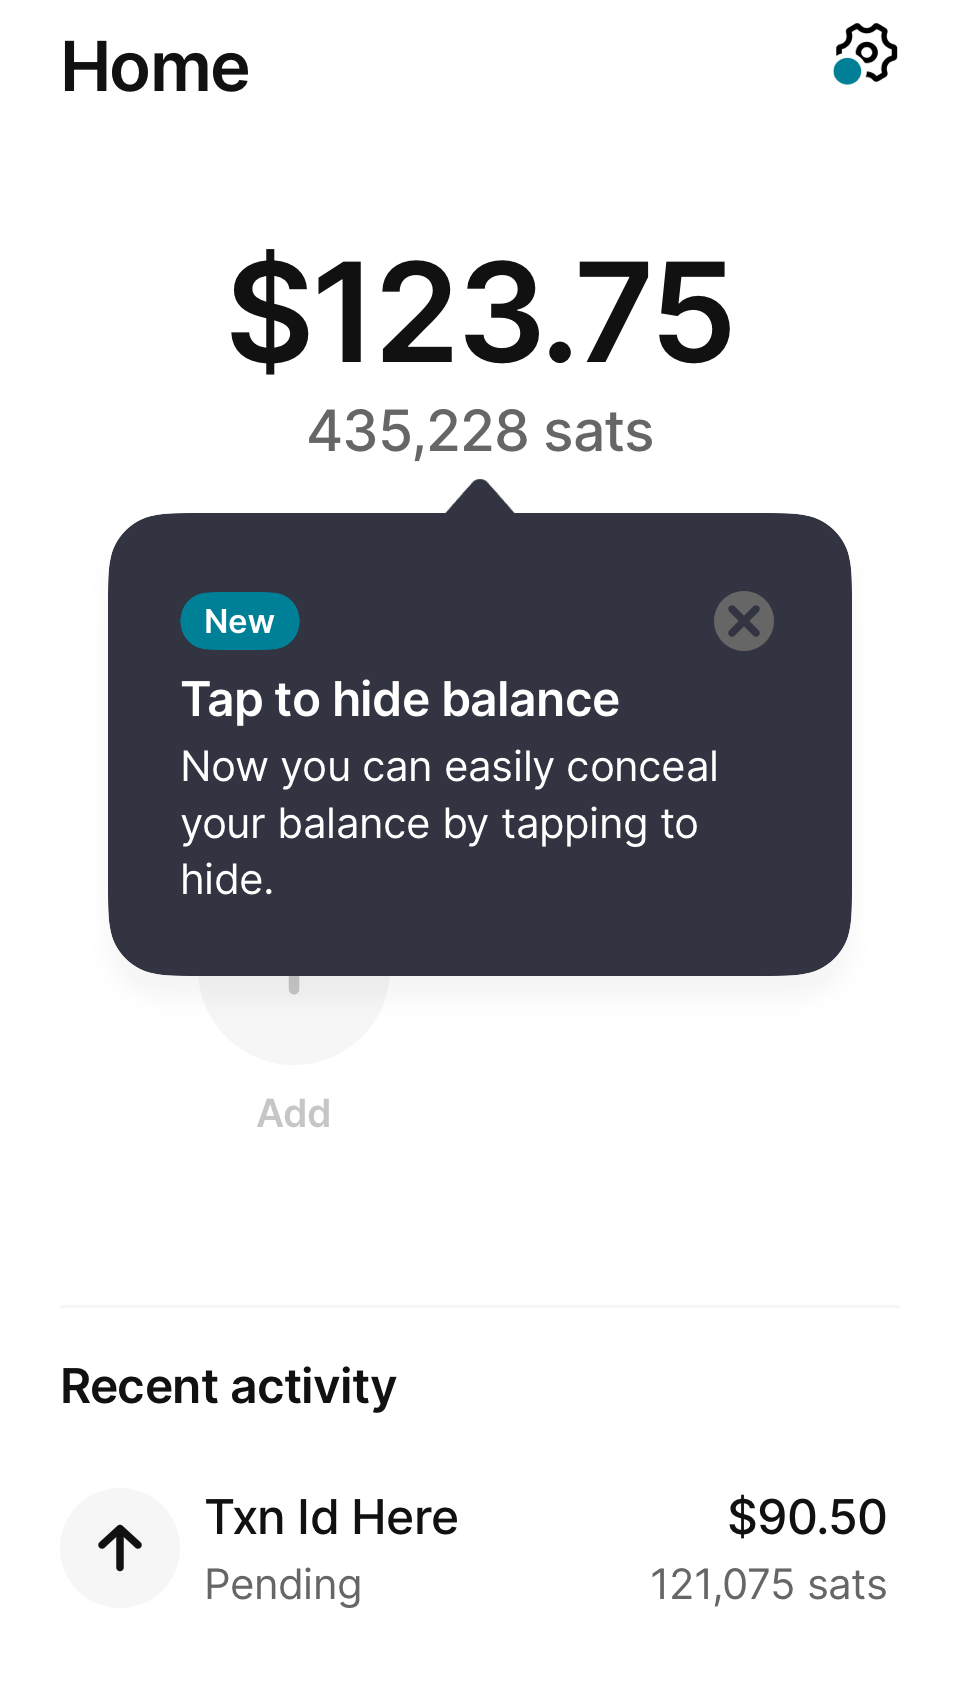 Home
$123.75
435,228 sats
New
Tap to hide balance
Now you can easily conceal
your balance by tapping to
hide.
Add
Recent activity
Txn Id Here
$90.50
Pending
121,075 sats